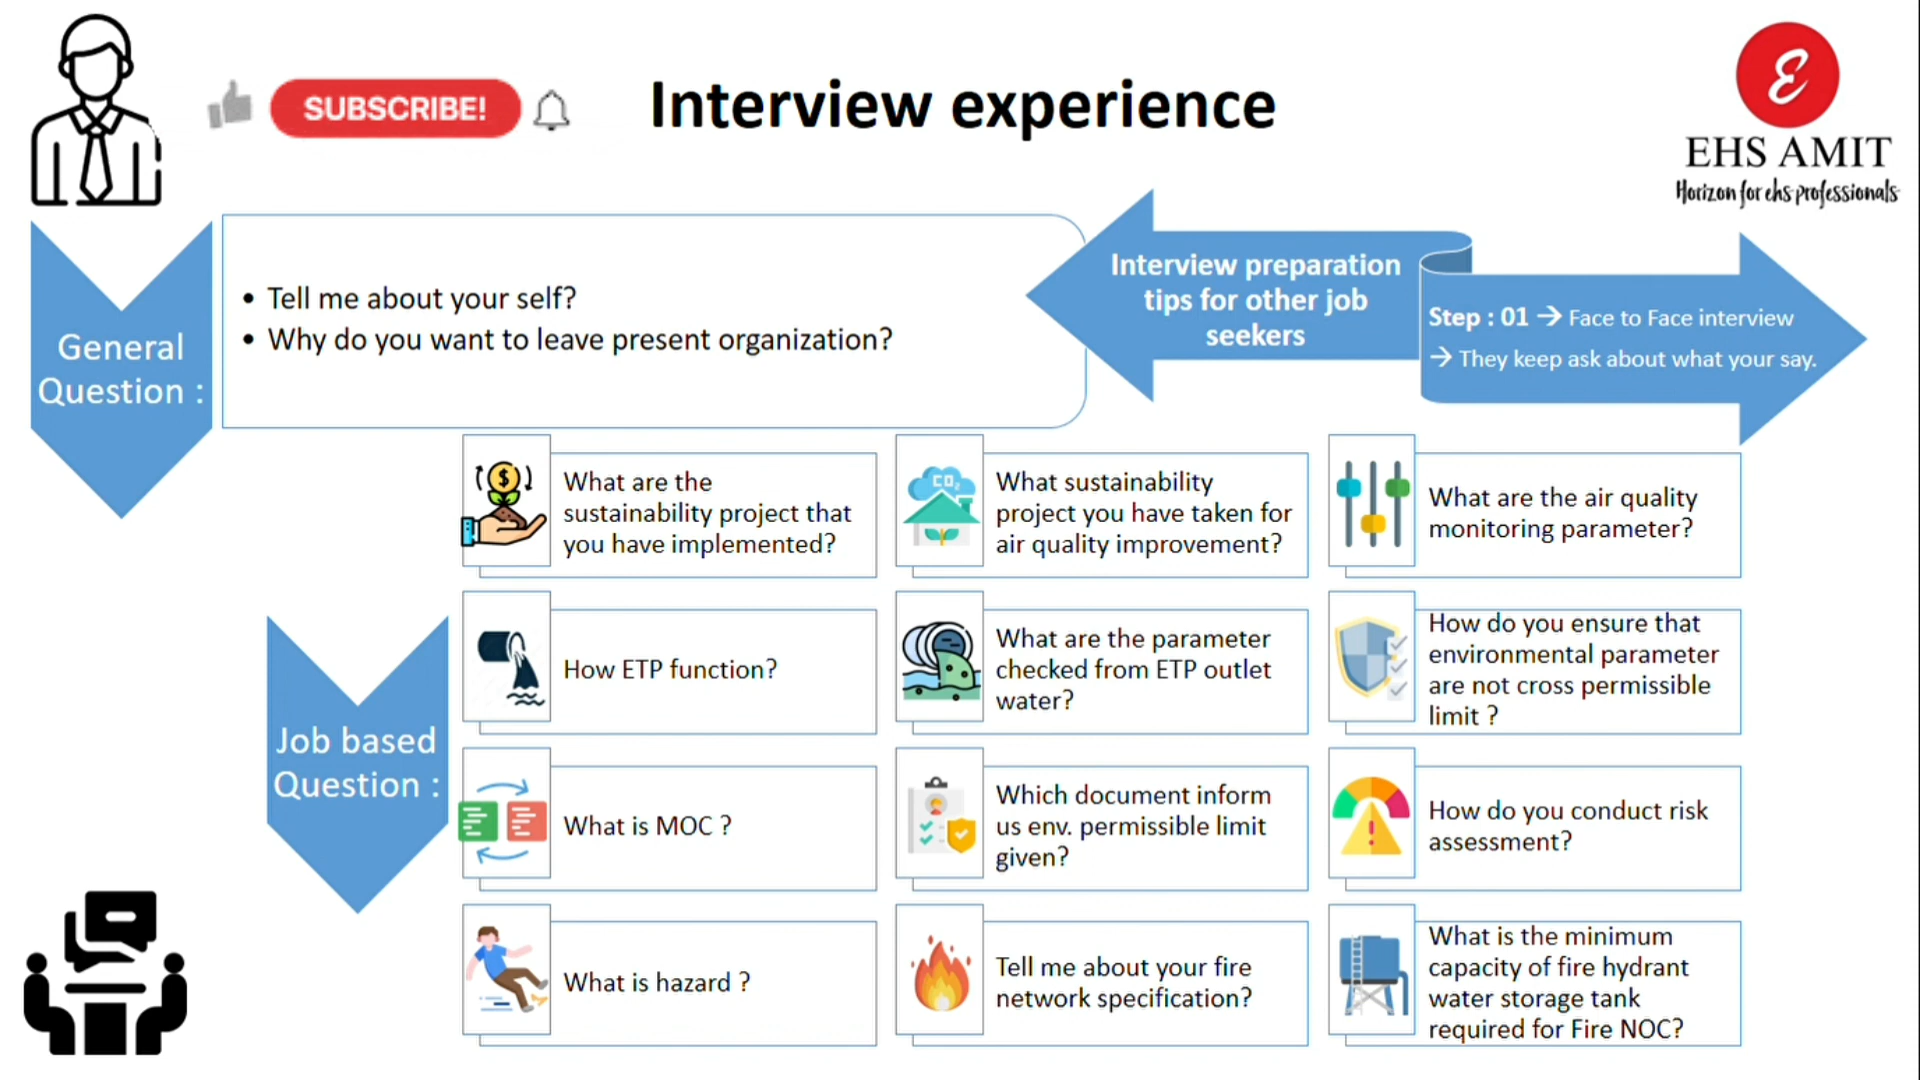 SUBSCRIBE!
Interview experience
E
EHS AMIT
Horizon for ehs professionals
General
Question :
• Tell me about your self?
• Why do you want to leave present organization?
Interview preparation
tips for other job
seekers
Step : 01 → Face to Face interview
→ They keep ask about what your say.
Job based
Question :
$
What are the
sustainability project that
you have implemented?
CO₂
What sustainability
project you have taken for
air quality improvement?
What are the air quality
monitoring parameter?
How ETP function?
What are the parameter
checked from ETP outlet
water?
How do you ensure that
environmental parameter
are not cross permissible
limit ?
What is MOC ?
Which document inform
us env. permissible limit
given?
How do you conduct risk
assessment?
What is hazard ?
Tell me about your fire
network specification?
What is the minimum
capacity of fire hydrant
water storage tank
required for Fire NOC?